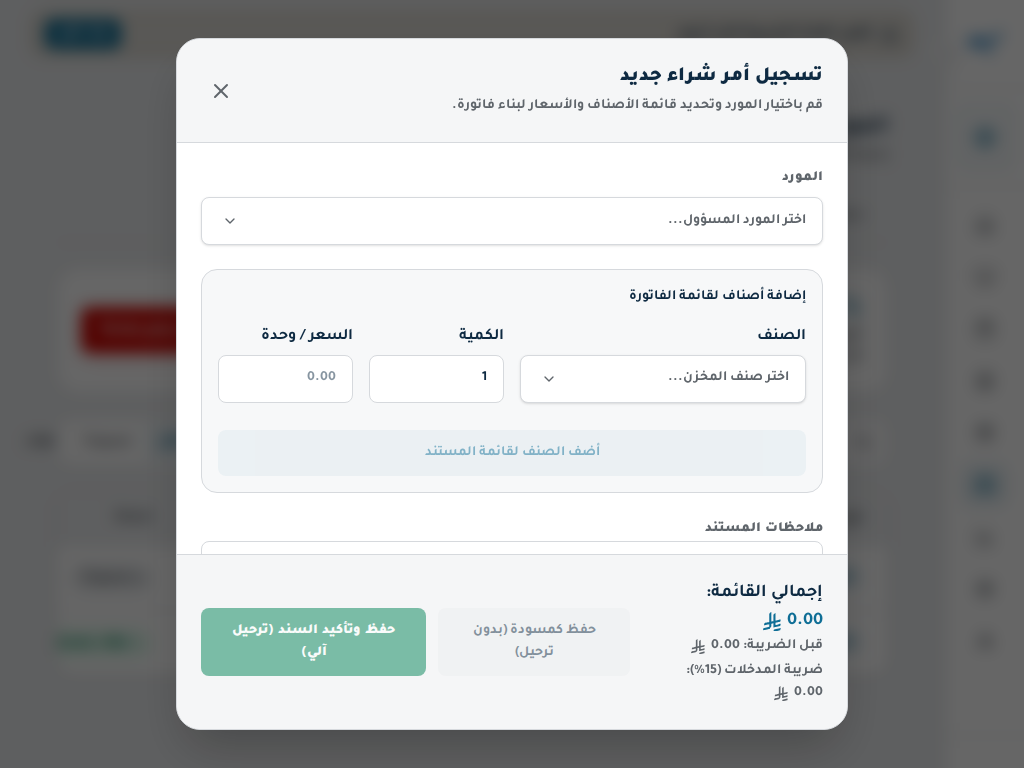 تسجيل أمر شراء جديد
قم باختيار المورد وتحديد قائمة الأصناف والأسعار لبناء فاتورة.
المورد
اختر المورد المسؤول...
إضافة أصناف لقائمة الفاتورة
الصنف
الكمية
السعر / وحدة
اختر صنف المخزن...
1
0.00
أضف الصنف لقائمة المستند
ملاحظات المستند
إجمالي القائمة:
0.00
قبل الضريبة: 0.00
ضريبة المدخلات (15%):
0.00
حفظ كمسودة (بدون
ترحيل)
حفظ وتأكيد السند (ترحيل
آلي)